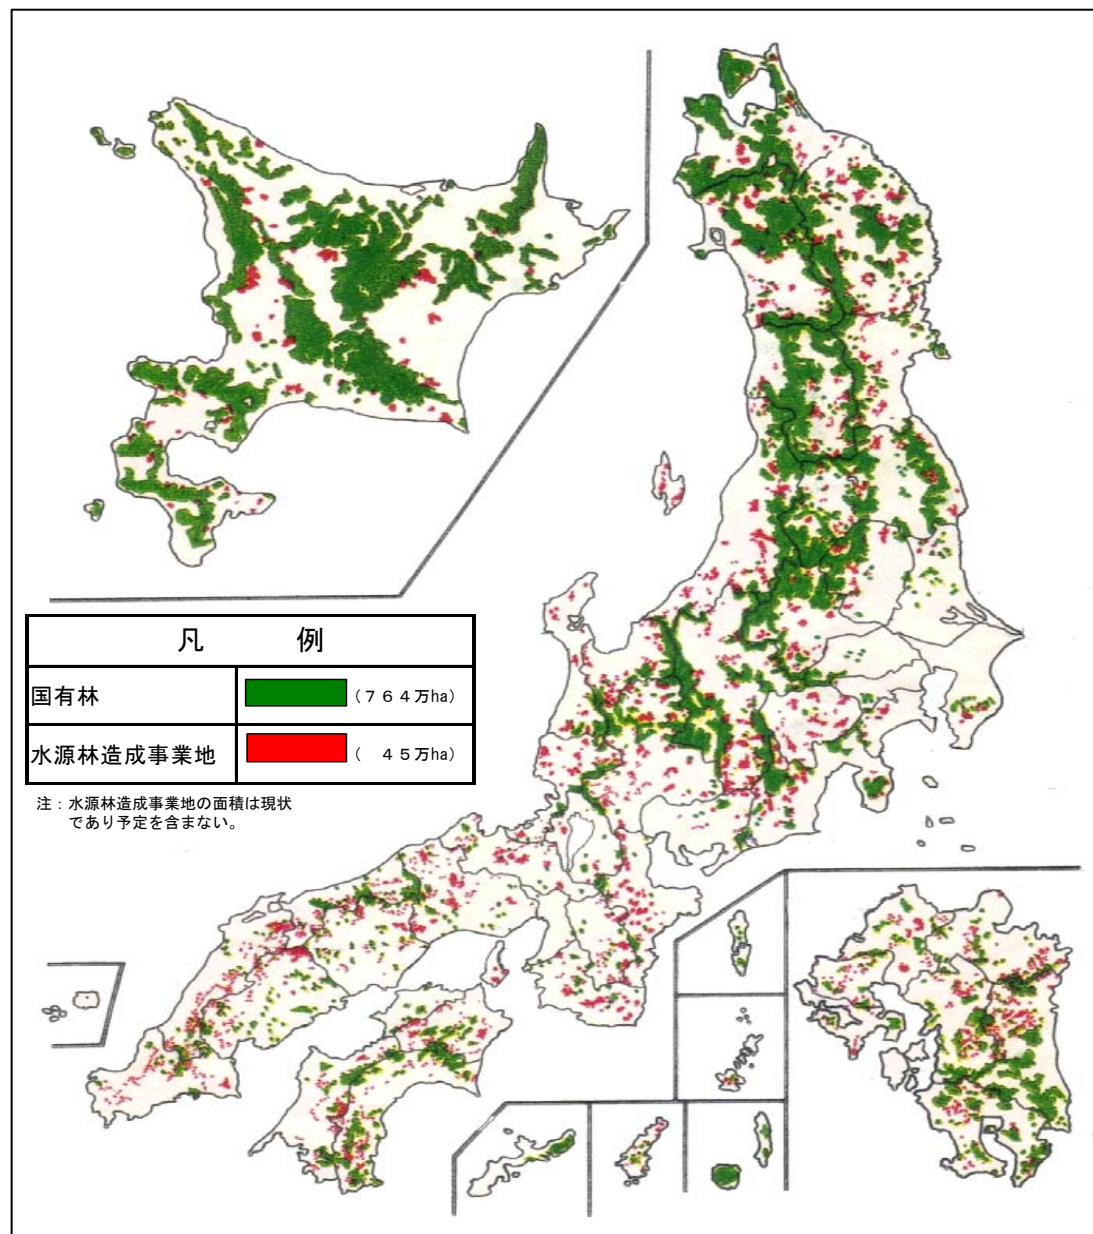 凡　　　例
国有林 （７６４万ha）
水源林造成事業地 （　４５万ha）
注：水源林造成事業地の面積は現状
であり予定を含まない。